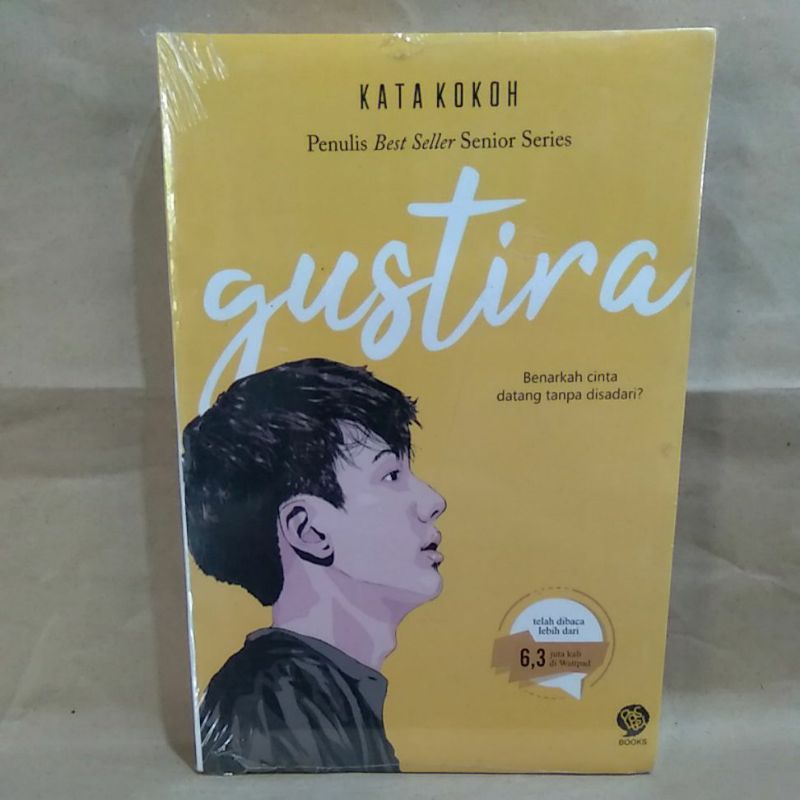 KATA KOKOH
Penulis Best Seller Senior Series
gustira
Benarkah cinta
datang tanpa disadari?
telah dibaca
lebih dari
6,3 juta kali
di Wattpad
BOOKS